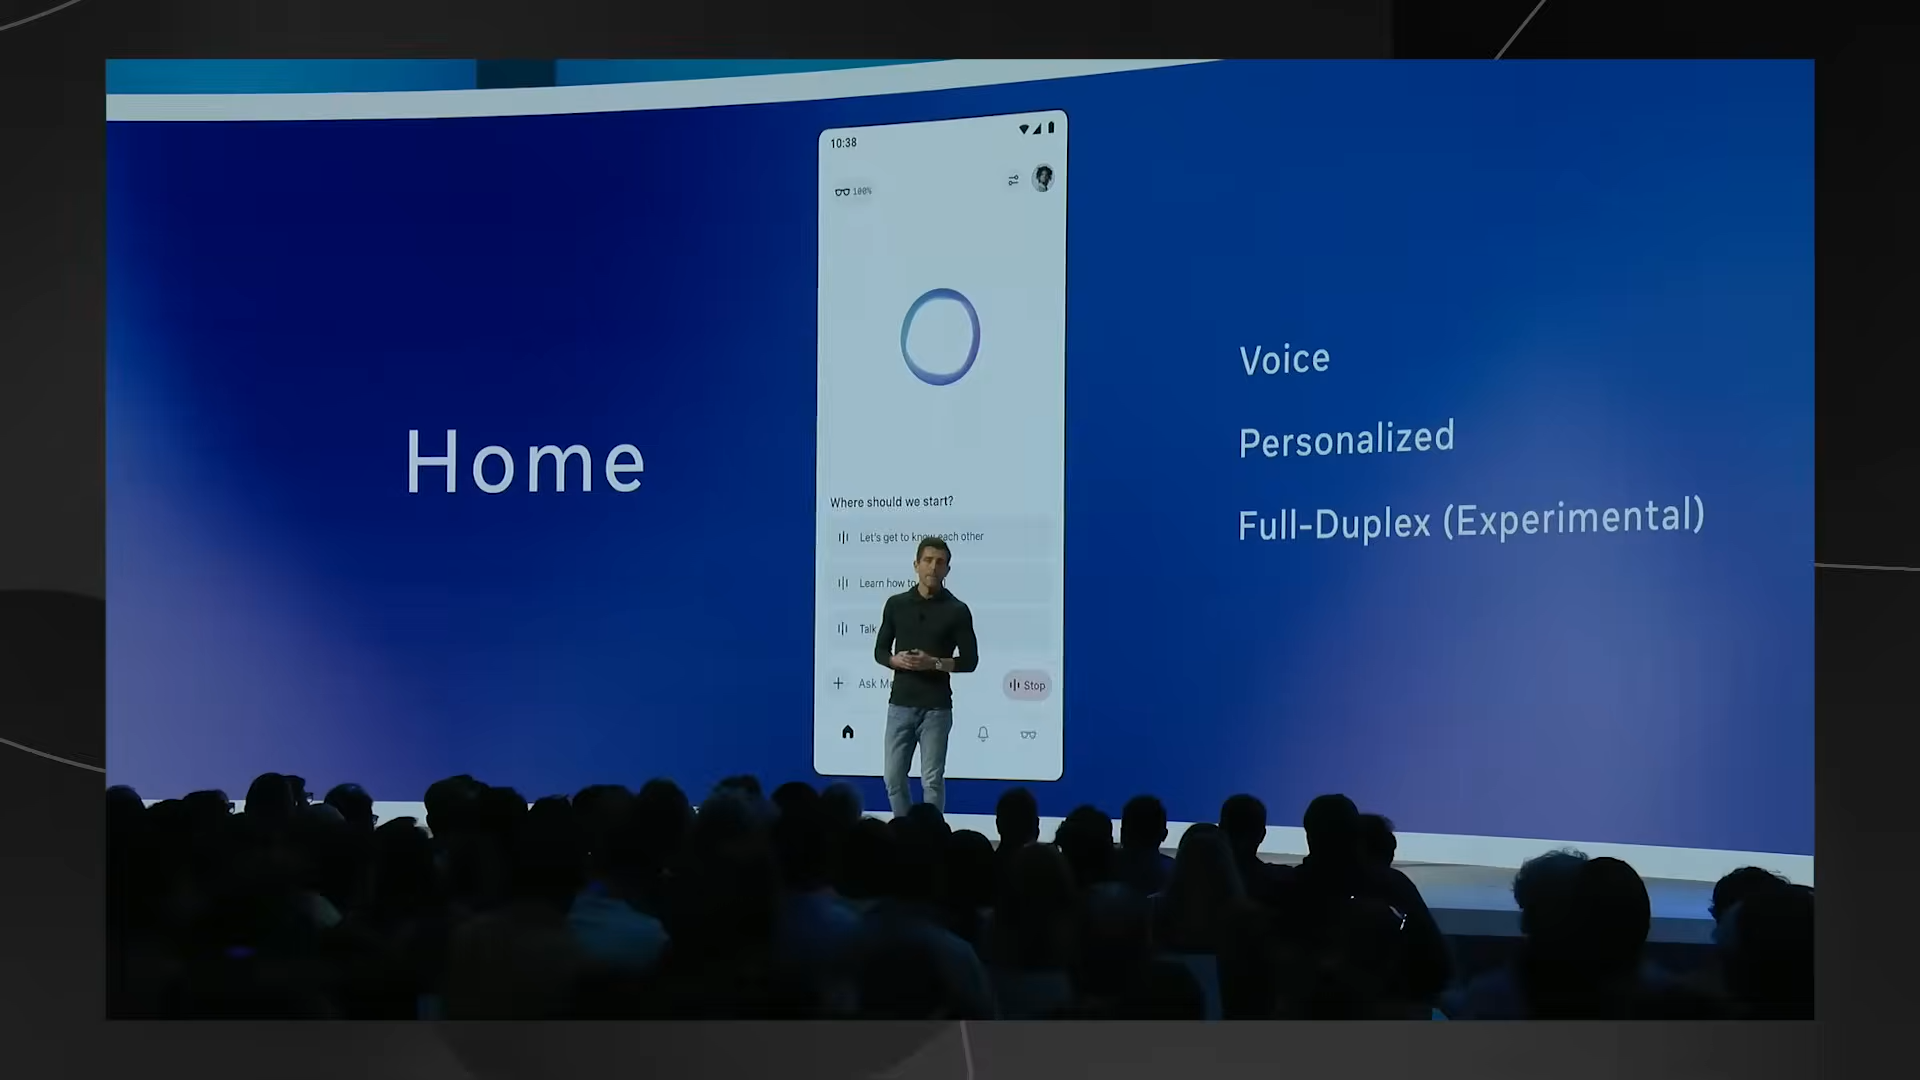 Home
10:38
100%
Where should we start?
Let's get to know each other
Learn how to
Talk
Ask
Stop
Voice
Personalized
Full-Duplex (Experimental)